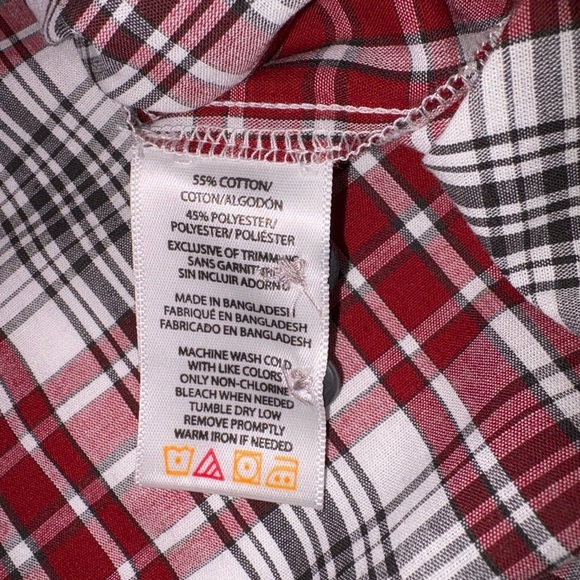 55% COTTON/
COTON/ALGODÓN
45% POLYESTER/
POLYESTER/ POLIÉSTER
EXCLUSIVE OF TRIMMING
SANS
SIN INCLUIR ADORNO
MADE IN BANGLADESH /
FABRIQUÉ EN BANGLADESH
FABRICADO EN BANGLADESH
MACHINE WASH COLD
WITH LIKE COLORS
ONLY NON-CHLORINE
BLEACH WHEN NEEDED
TUMBLE DRY LOW
REMOVE PROMPTLY
WARM IRON IF NEEDED